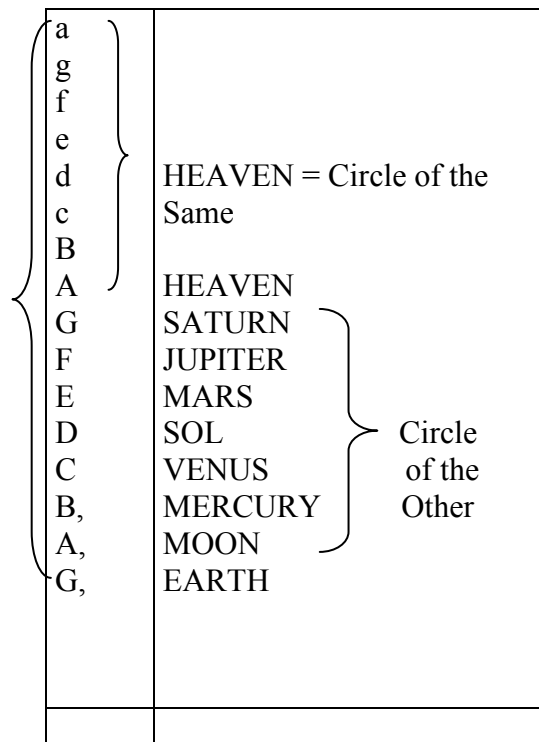 a
g
f
e
d HEAVEN = Circle of the
c Same
B
A HEAVEN
G SATURN
F JUPITER
E MARS
D SOL Circle
C VENUS of the
B, MERCURY Other
A, MOON
G, EARTH